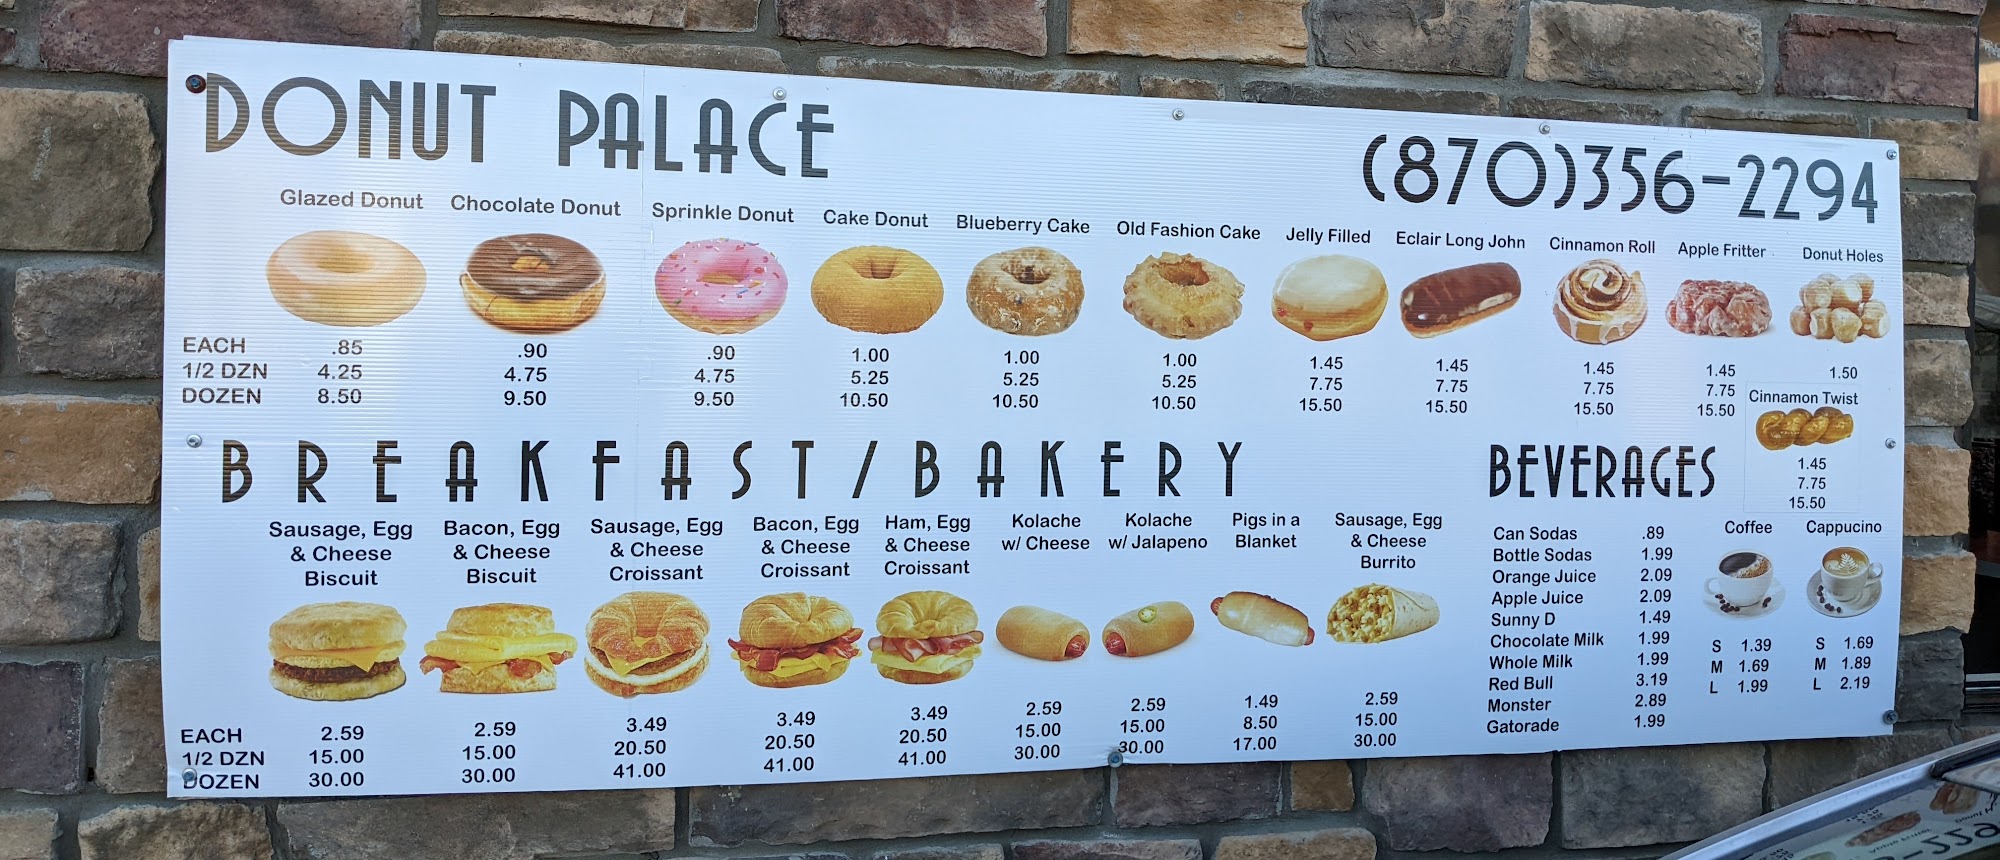 DONUT PALACE
(870)356-2294
Glazed Donut
Chocolate Donut
Sprinkle Donut
Cake Donut
Blueberry Cake
Old Fashion Cake
Jelly Filled
Eclair Long John
Cinnamon Roll
Apple Fritter
Donut Holes
EACH .85 .90 .90 1.00 1.00 1.00 1.45 1.45 1.45 1.45 1.50
1/2 DZN 4.25 4.75 4.75 5.25 5.25 5.25 7.75 7.75 7.75 7.75
DOZEN 8.50 9.50 9.50 10.50 10.50 10.50 15.50 15.50 15.50 15.50
Cinnamon Twist
1.45
7.75
15.50
BREAKFAST/BAKERY
Sausage, Egg
& Cheese
Biscuit
Bacon, Egg
& Cheese
Biscuit
Sausage, Egg
& Cheese
Croissant
Bacon, Egg
& Cheese
Croissant
Ham, Egg
& Cheese
Croissant
Kolache
w/ Cheese
Kolache
w/ Jalapeno
Pigs in a
Blanket
Sausage, Egg
& Cheese
Burrito
EACH 2.59 2.59 3.49 3.49 3.49 2.59 2.59 1.49 2.59
1/2 DZN 15.00 15.00 20.50 20.50 20.50 15.00 15.00 8.50 15.00
DOZEN 30.00 30.00 41.00 41.00 41.00 30.00 30.00 17.00 30.00
BEVERAGES
Can Sodas .89
Bottle Sodas 1.99
Orange Juice 2.09
Apple Juice 2.09
Sunny D 1.49
Chocolate Milk 1.99
Whole Milk 1.99
Red Bull 3.19
Monster 2.89
Gatorade 1.99
Coffee
S 1.39
M 1.69
L 1.99
Cappucino
S 1.69
M 1.89
L 2.19